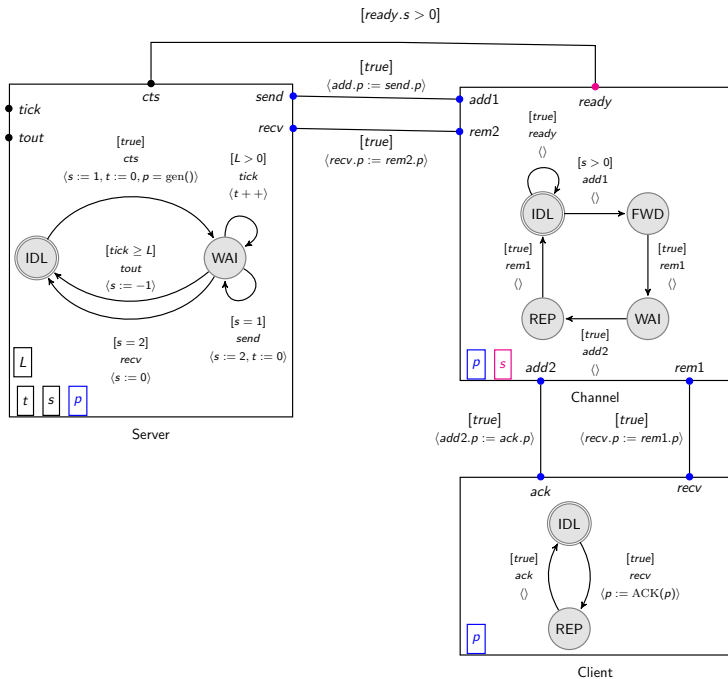 [ready.s > 0]
cts
send
recv
tick
tout
[true]
cts
⟨s := 1, t := 0, p = gen()⟩
[L > 0]
tick
⟨t + +⟩
IDL
WAI
[tick ≥ L]
tout
⟨s := −1⟩
[s = 2]
recv
⟨s := 0⟩
[s = 1]
send
⟨s := 2, t := 0⟩
L
t
s
p
Server
[true]
⟨add.p := send.p⟩
[true]
⟨recv.p := rem2.p⟩
add1
rem2
ready
[true]
ready
⟨⟩
[s > 0]
add1
⟨⟩
IDL
FWD
[true]
rem1
⟨⟩
[true]
rem1
⟨⟩
REP
WAI
[true]
add2
⟨⟩
p
s
add2
rem1
Channel
[true]
⟨add2.p := ack.p⟩
[true]
⟨recv.p := rem1.p⟩
ack
recv
IDL
[true]
ack
⟨⟩
[true]
recv
⟨p := ACK(p)⟩
REP
p
Client